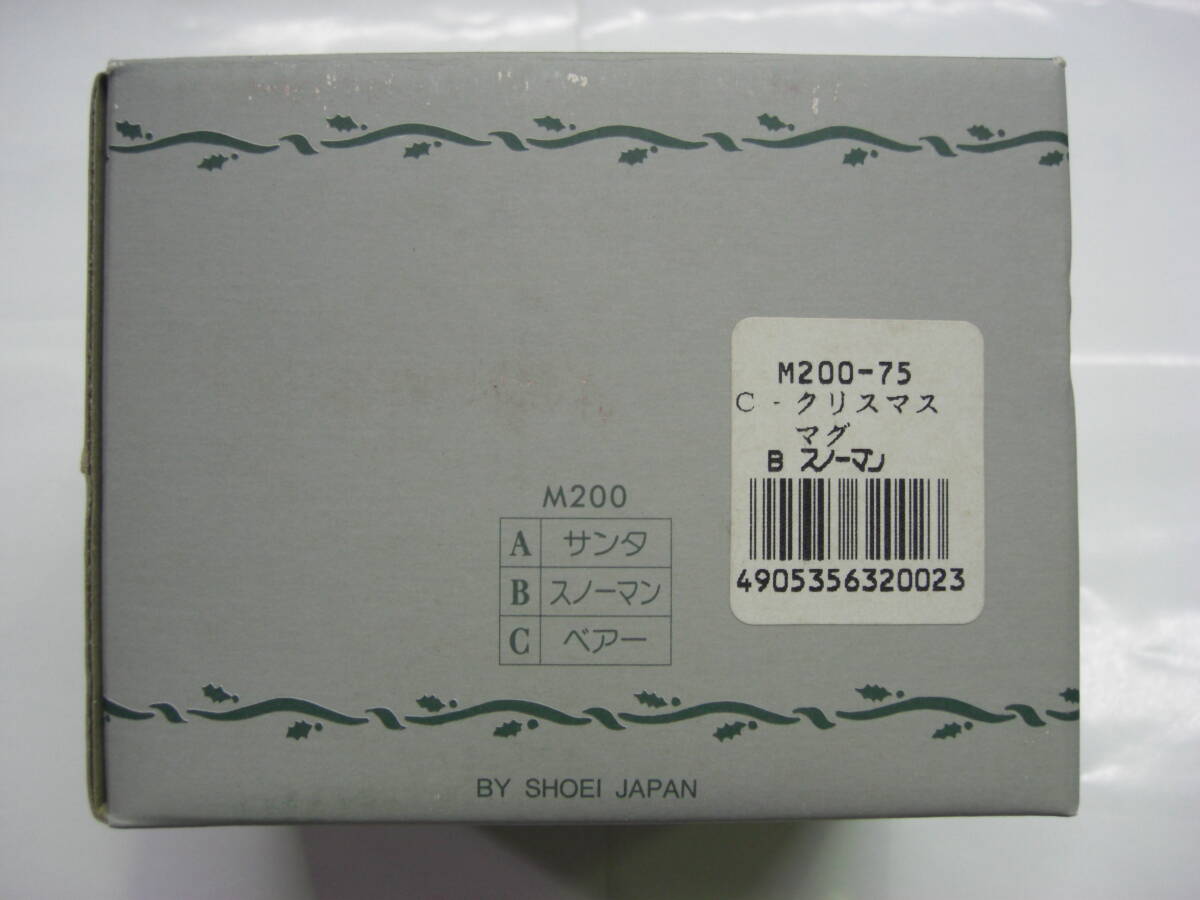 M200-75
C-クリスマス
マグ
B スノーマン
4905356320023
M200
A サンタ
B スノーマン
C ベアー
BY SHOEI JAPAN